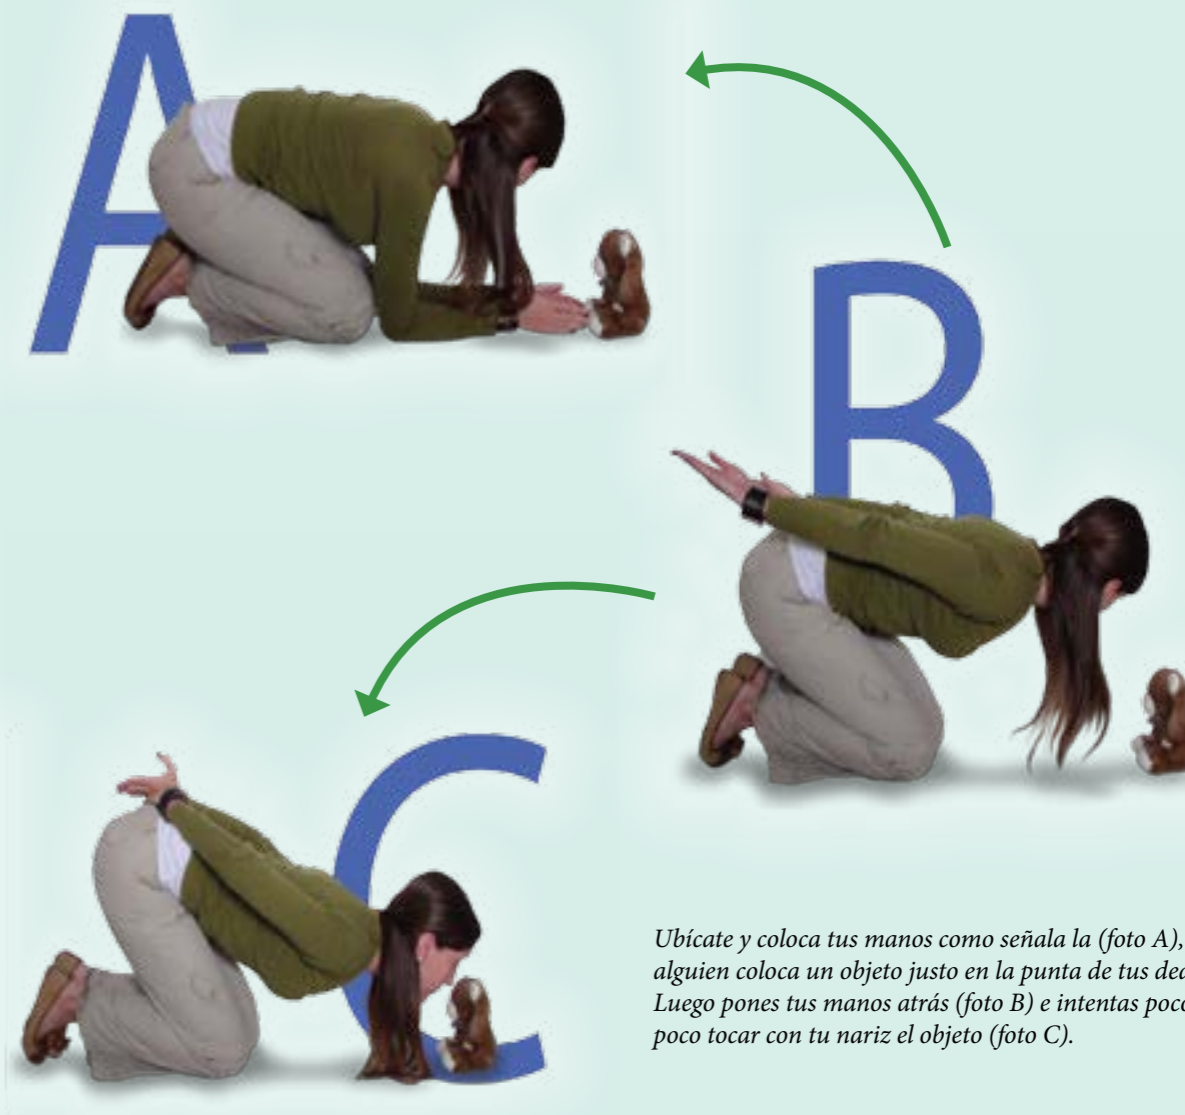 A
B
C
Ubícate y coloca tus manos como señala la (foto A),
alguien coloca un objeto justo en la punta de tus
Luego pones tus manos atrás (foto B) e intentas poco
poco tocar con tu nariz el objeto (foto C).